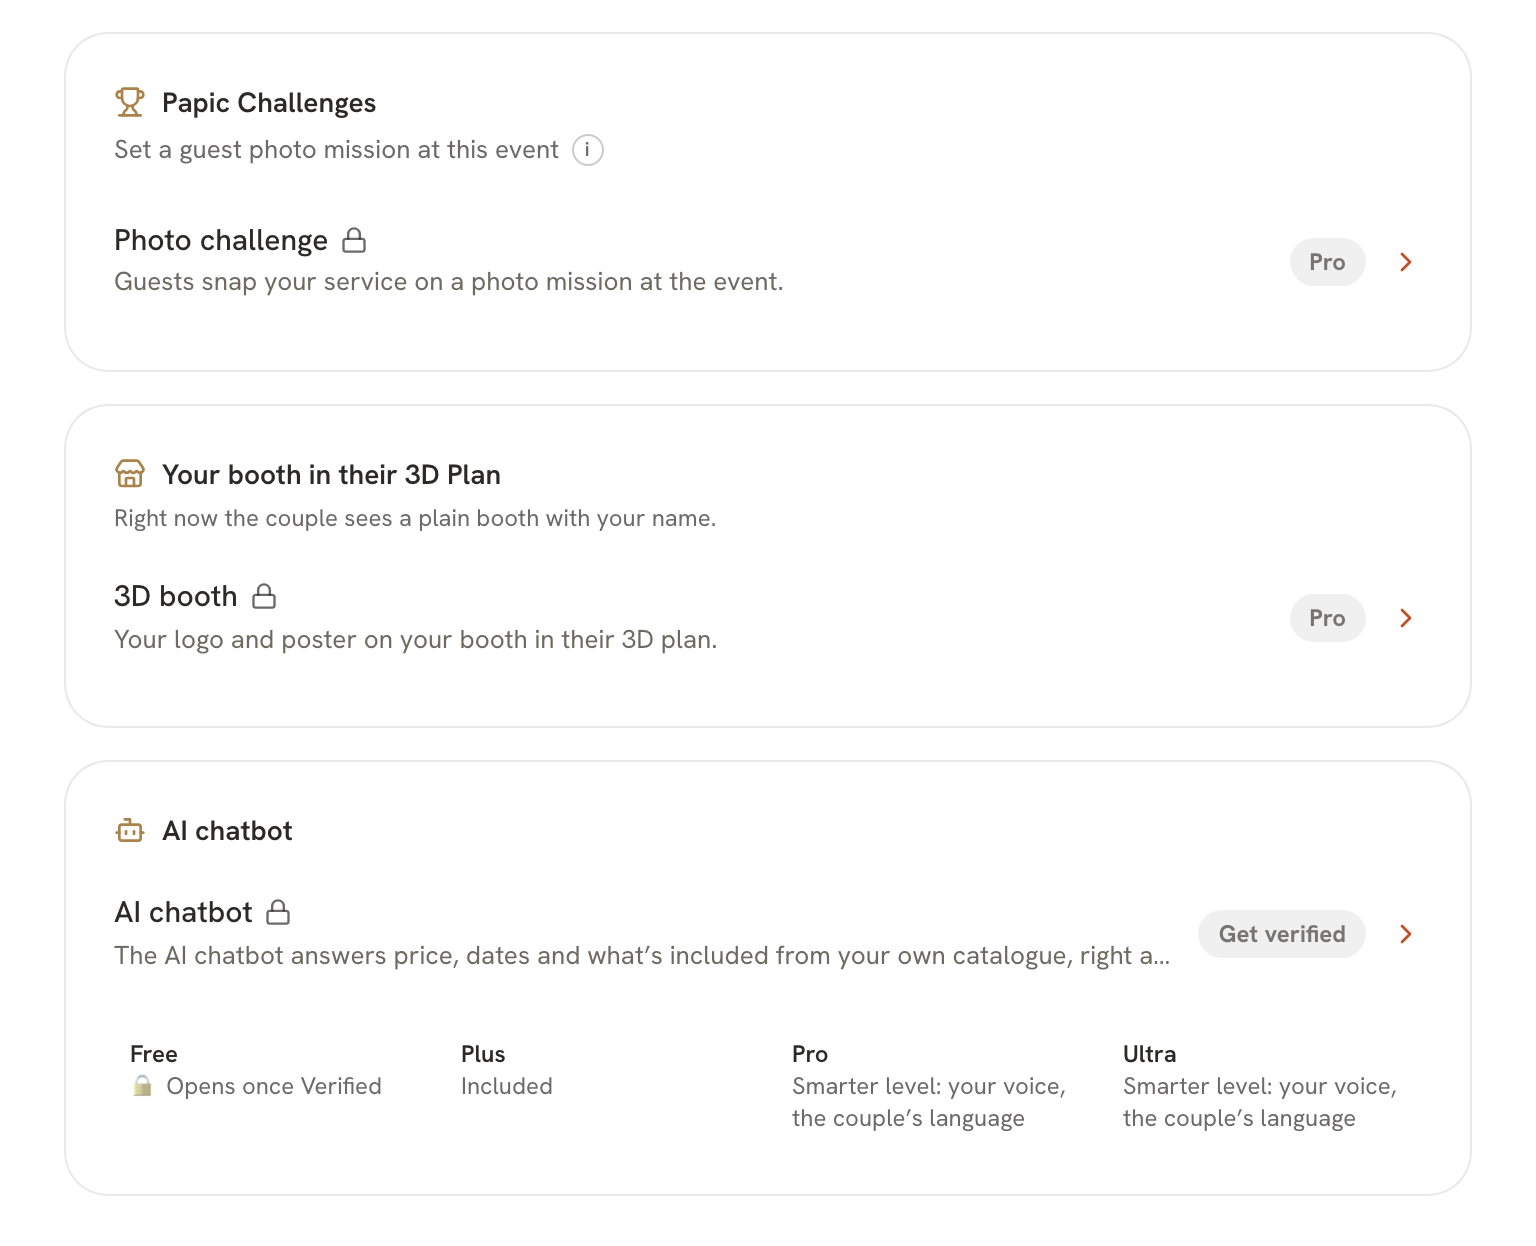 Papic Challenges
Set a guest photo mission at this event i
Photo challenge
Guests snap your service on a photo mission at the event.
Pro
Your booth in their 3D Plan
Right now the couple sees a plain booth with your name.
3D booth
Your logo and poster on your booth in their 3D plan.
Pro
AI chatbot
AI chatbot
The AI chatbot answers price, dates and what’s included from your own catalogue, right a...
Get verified
Free
🔒 Opens once Verified
Plus
Included
Pro
Smarter level: your voice,
the couple’s language
Ultra
Smarter level: your voice,
the couple’s language